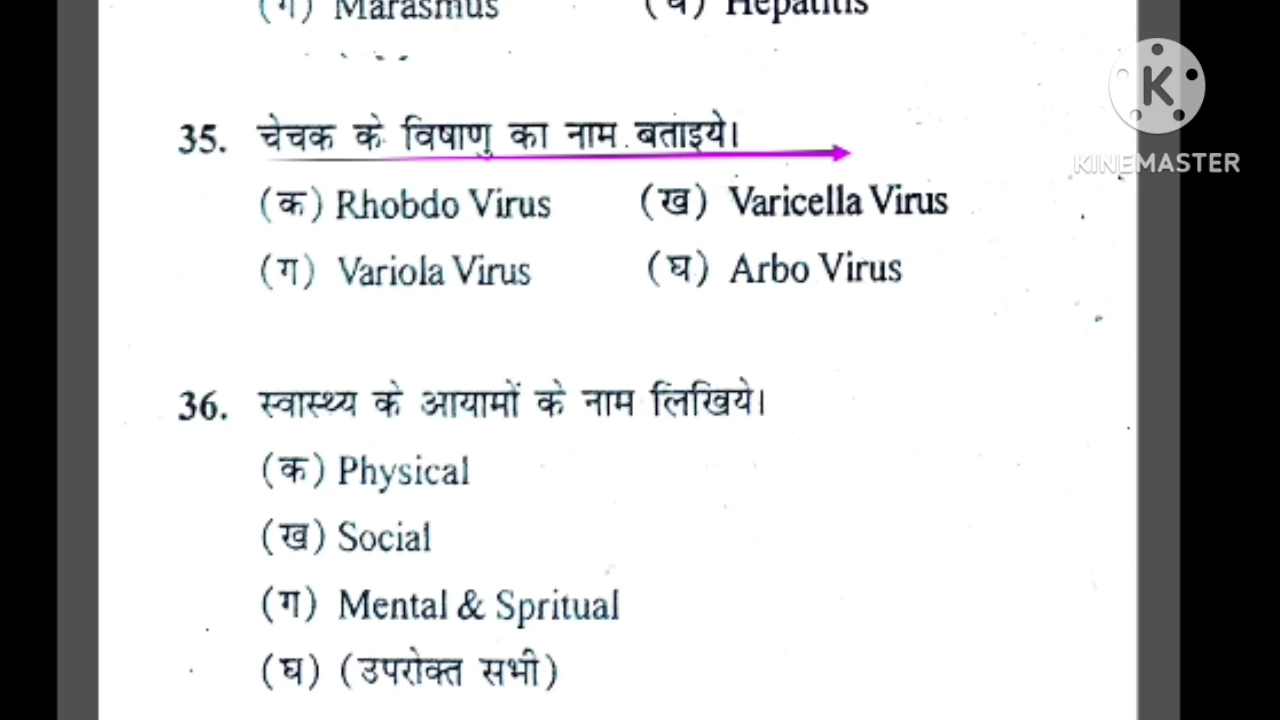 (ग) Marasmus (घ) Hepatitis
K
KINEMASTER
35. चेचक के विषाणु का नाम बताइये।
(क) Rhobdo Virus (ख) Varicella Virus
(ग) Variola Virus (घ) Arbo Virus
36. स्वास्थ्य के आयामों के नाम लिखिये।
(क) Physical
(ख) Social
(ग) Mental & Spritual
(घ) (उपरोक्त सभी)